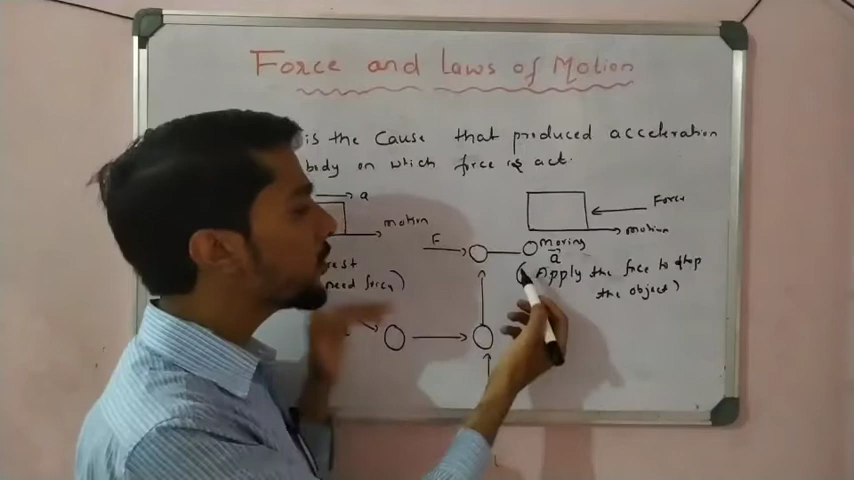 Force and Laws of Motion
is the Cause that produced acceleration
body on which force is act.
a
motion
rest
need force)
F
Force
motion
moving
a
(Apply the force to stop
the object)